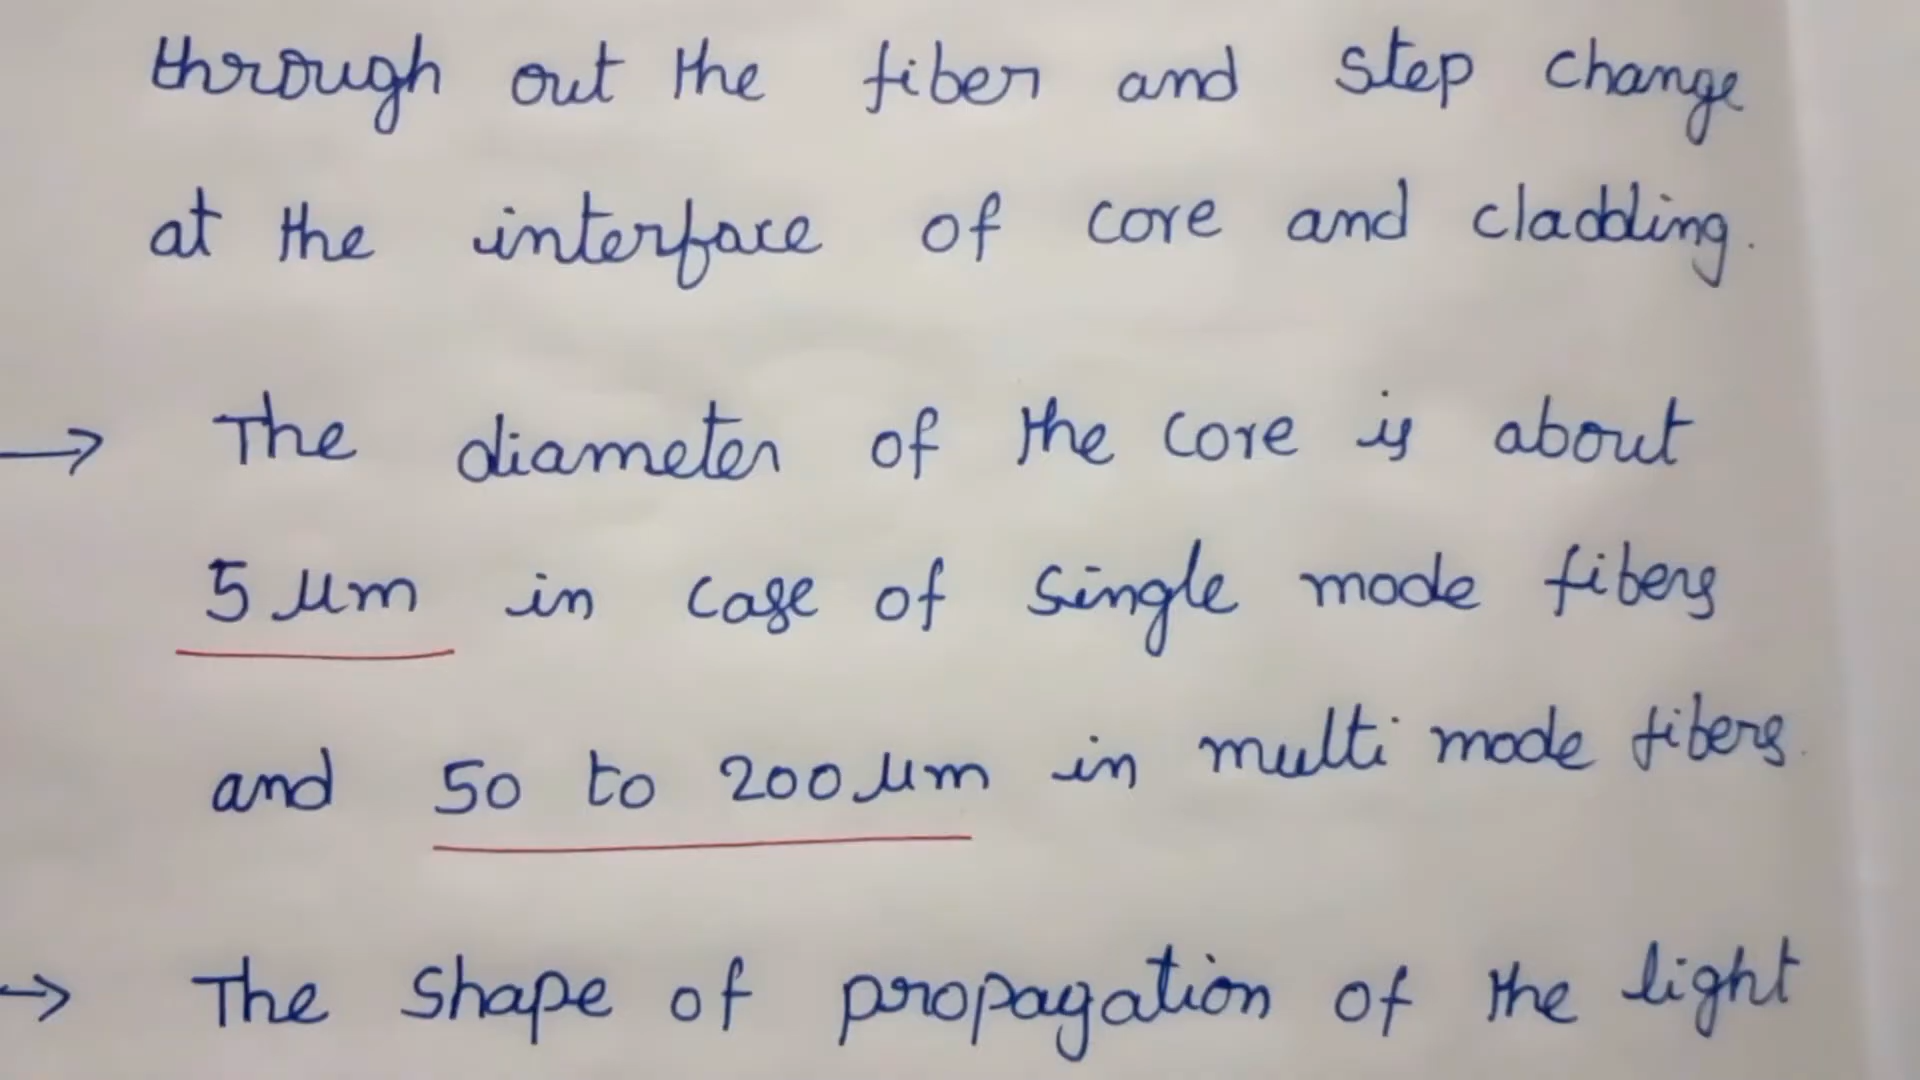 through out the fiber and step change
at the interface of core and cladding.
→ The diameter of the core is about
5 μm in case of single mode fibers
and 50 to 200 μm in multi mode fibers.
→ The shape of propagation of the light